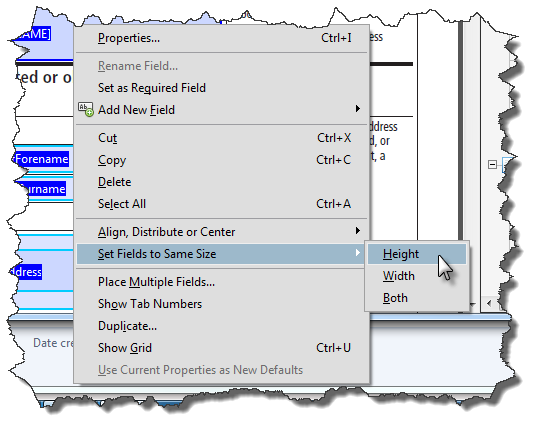 AME]
Properties... Ctrl+I
ess
Rename Field...
red or o
Set as Required Field
Add New Field
ddress
Cut Ctrl+X
d, or
Copy Ctrl+C
t, a
Forename
Delete
urname
Select All Ctrl+A
Align, Distribute or Center
Set Fields to Same Size
Height
ddress
Width
Place Multiple Fields...
Both
Show Tab Numbers
Duplicate...
Date cre
Show Grid Ctrl+U
Use Current Properties as New Defaults